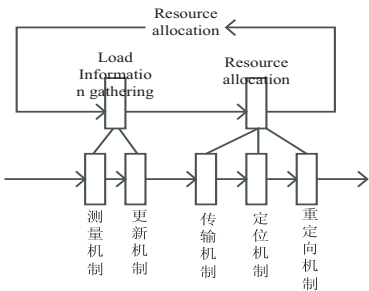 Resource
allocation
Load
Informatio
n gathering
Resource
allocation
测量机制
更新机制
传输机制
定位机制
重定向机制